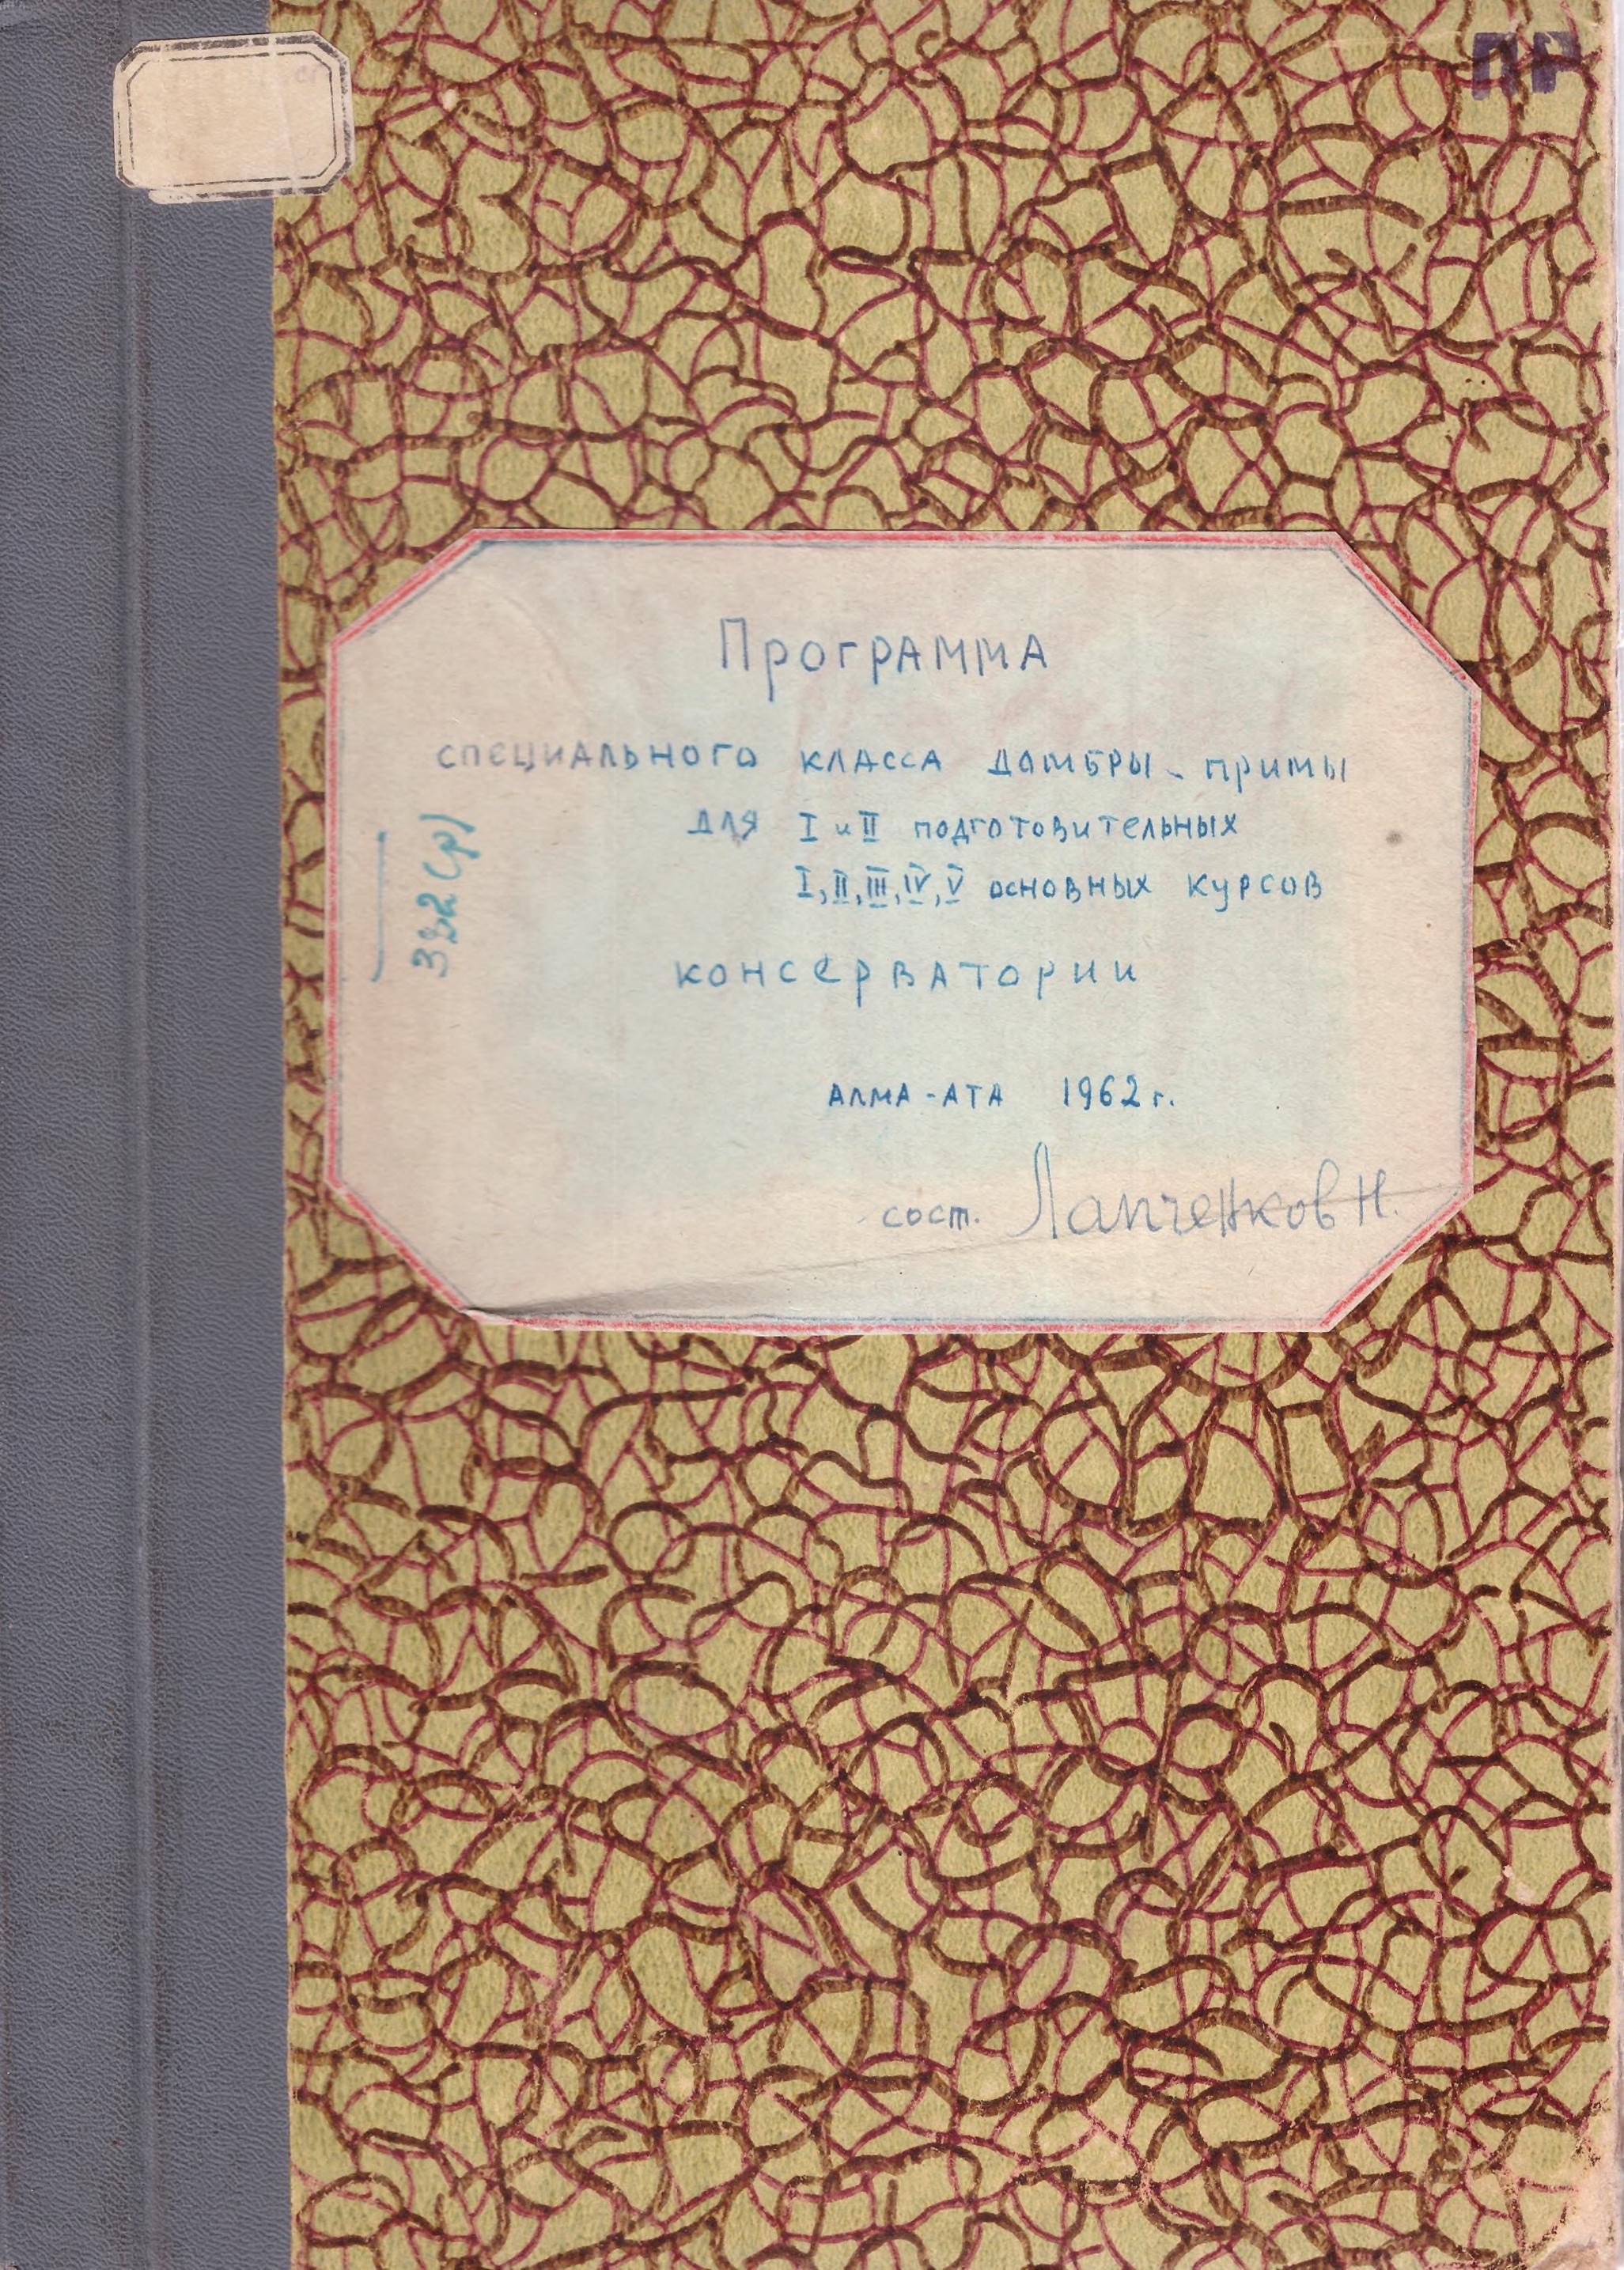 ПР
Программа
специального класса домбры-примы
для I и II подготовительных
I, II, III, IV, V основных курсов
консерватории
Алма-Ата 1962 г.
сост. Лапченков Н.
332(р)